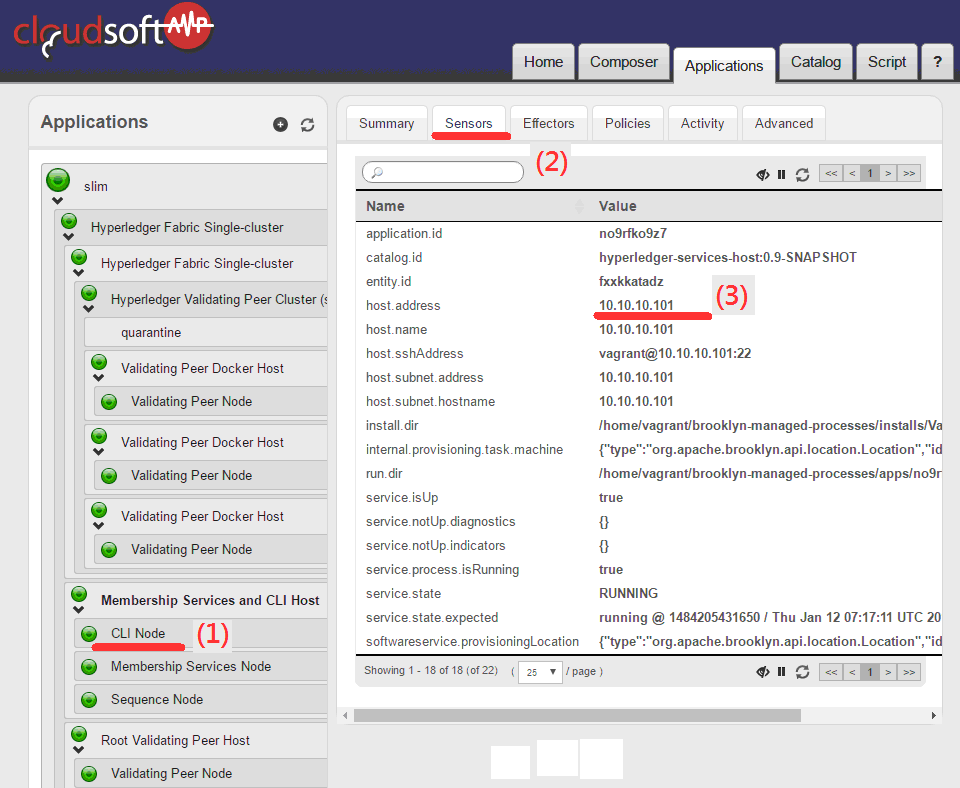 cloudsoft AMP
Home
Composer
Applications
Catalog
Script
?
Applications
slim
Hyperledger Fabric Single-cluster
Hyperledger Fabric Single-cluster
Hyperledger Validating Peer Cluster (s
quarantine
Validating Peer Docker Host
Validating Peer Node
Validating Peer Docker Host
Validating Peer Node
Validating Peer Docker Host
Validating Peer Node
Membership Services and CLI Host
CLI Node
(1)
Membership Services Node
Sequence Node
Root Validating Peer Host
Validating Peer Node
Summary
Sensors
Effectors
Policies
Activity
Advanced
(2)
<< < 1 > >>
Name Value
application.id no9rfko9z7
catalog.id hyperledger-services-host:0.9-SNAPSHOT
entity.id fxxkkatadz
host.address 10.10.10.101
(3)
host.name 10.10.10.101
host.sshAddress vagrant@10.10.10.101:22
host.subnet.address 10.10.10.101
host.subnet.hostname 10.10.10.101
install.dir /home/vagrant/brooklyn-managed-processes/installs/Va
internal.provisioning.task.machine {"type":"org.apache.brooklyn.api.location.Location","id
run.dir /home/vagrant/brooklyn-managed-processes/apps/no9r
service.isUp true
service.notUp.diagnostics {}
service.notUp.indicators {}
service.process.isRunning true
service.state RUNNING
service.state.expected running @ 1484205431650 / Thu Jan 12 07:17:11 UTC 20
softwareservice.provisioningLocation {"type":"org.apache.brooklyn.api.location.Location","id
Showing 1 - 18 of 18 (of 22) ( 25 / page )
<< < 1 > >>